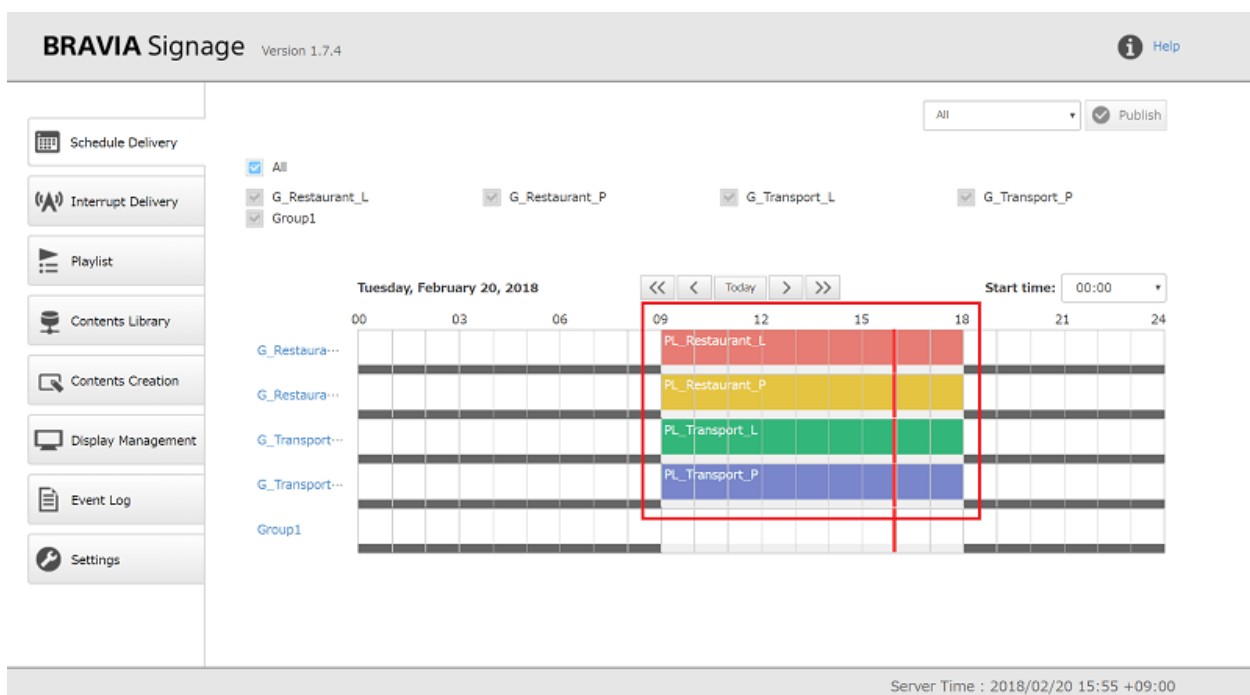 BRAVIA Signage Version 1.7.4
Help
All
Publish
Schedule Delivery
Interrupt Delivery
Playlist
Contents Library
Contents Creation
Display Management
Event Log
Settings
All
G_Restaurant_L G_Restaurant_P G_Transport_L G_Transport_P
Group1
Tuesday, February 20, 2018 << < Today > >> Start time: 00:00
00 03 06 09 12 15 18 21 24
G_Restaura… PL_Restaurant_L
G_Restaura… PL_Restaurant_P
G_Transport… PL_Transport_L
G_Transport… PL_Transport_P
Group1
Server Time : 2018/02/20 15:55 +09:00